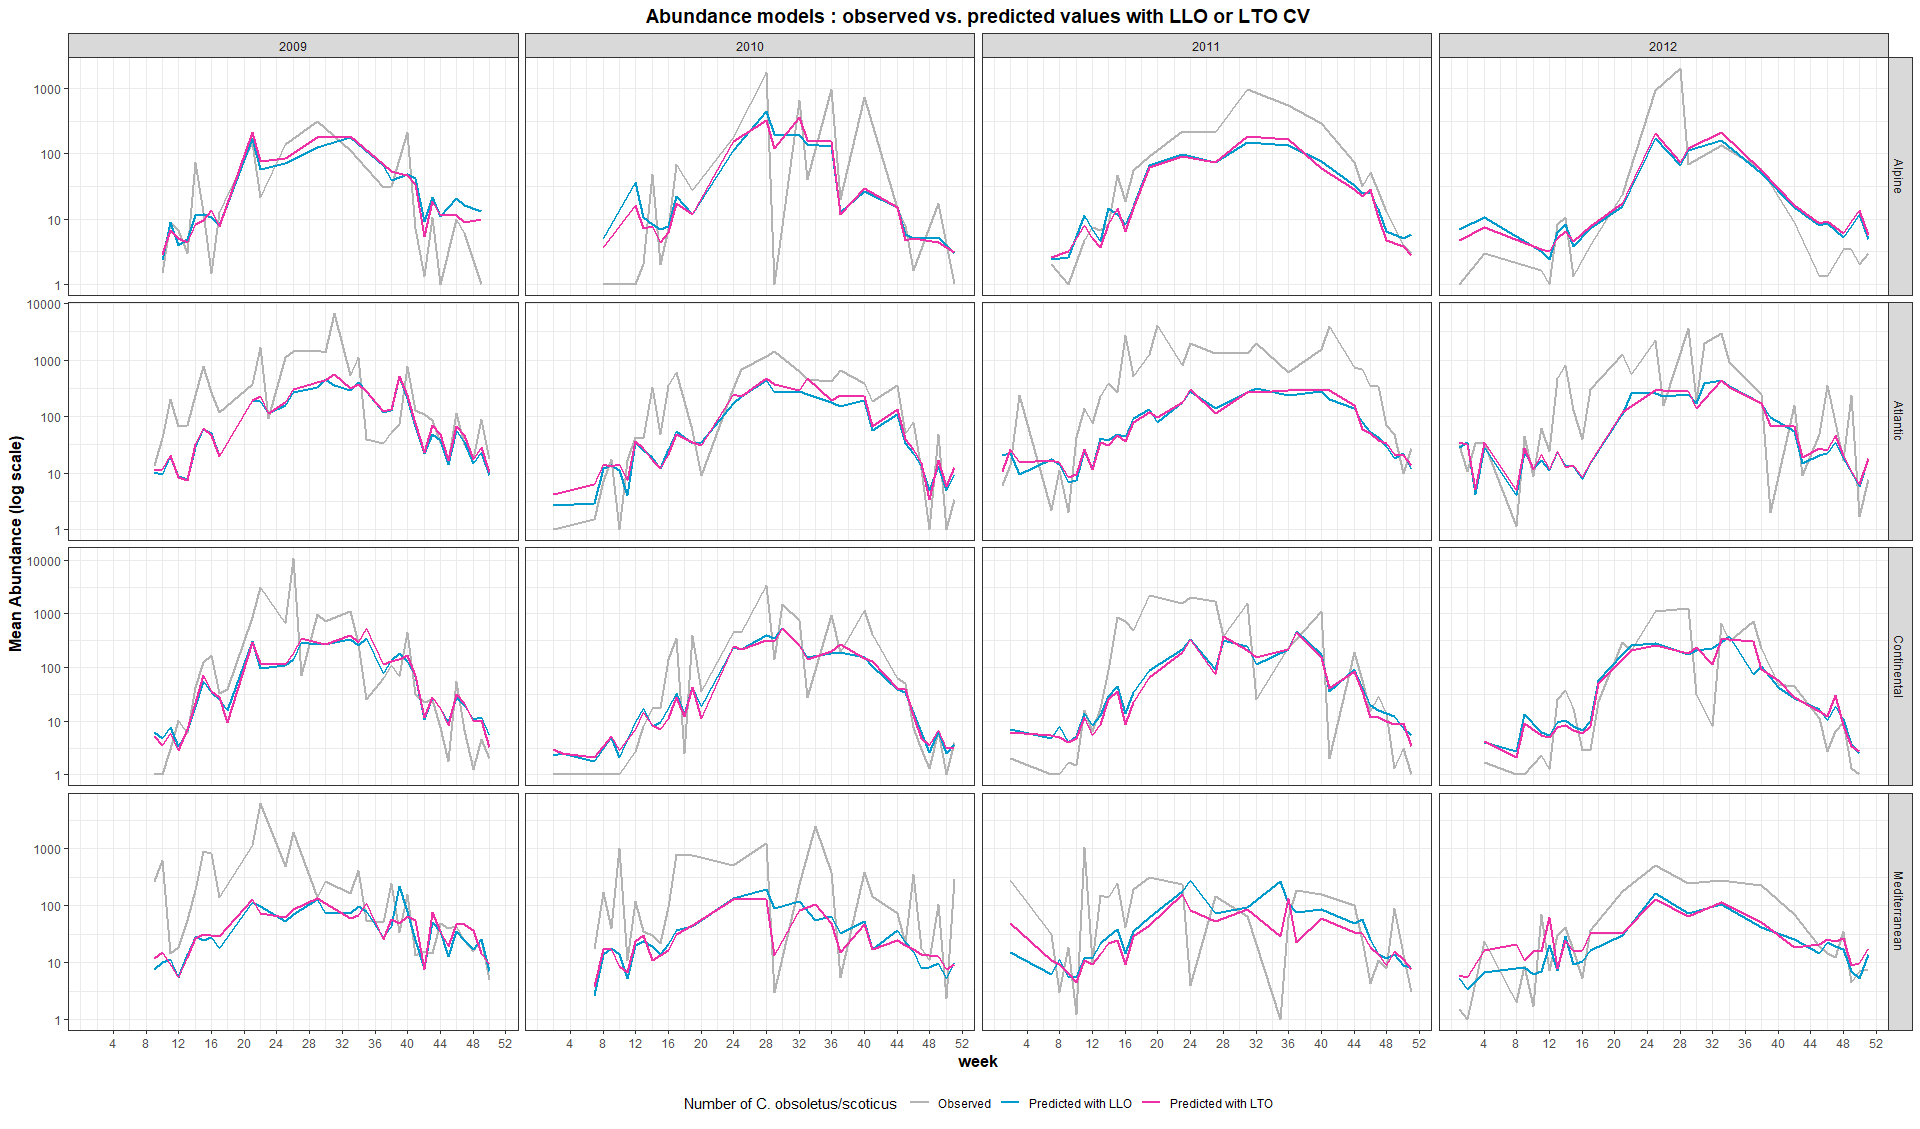 Abundance models : observed vs. predicted values with LLO or LTO CV
2009 2010 2011 2012
Mean Abundance (log scale)
1000
100
10
1
Alpine
10000
1000
100
10
1
Atlantic
10000
1000
100
10
1
Continental
1000
100
10
1
Mediterranean
4 8 12 16 20 24 28 32 36 40 44 48 52 4 8 12 16 20 24 28 32 36 40 44 48 52 4 8 12 16 20 24 28 32 36 40 44 48 52 4 8 12 16 20 24 28 32 36 40 44 48 52
week
Number of C. obsoletus/scoticus Observed Predicted with LLO Predicted with LTO